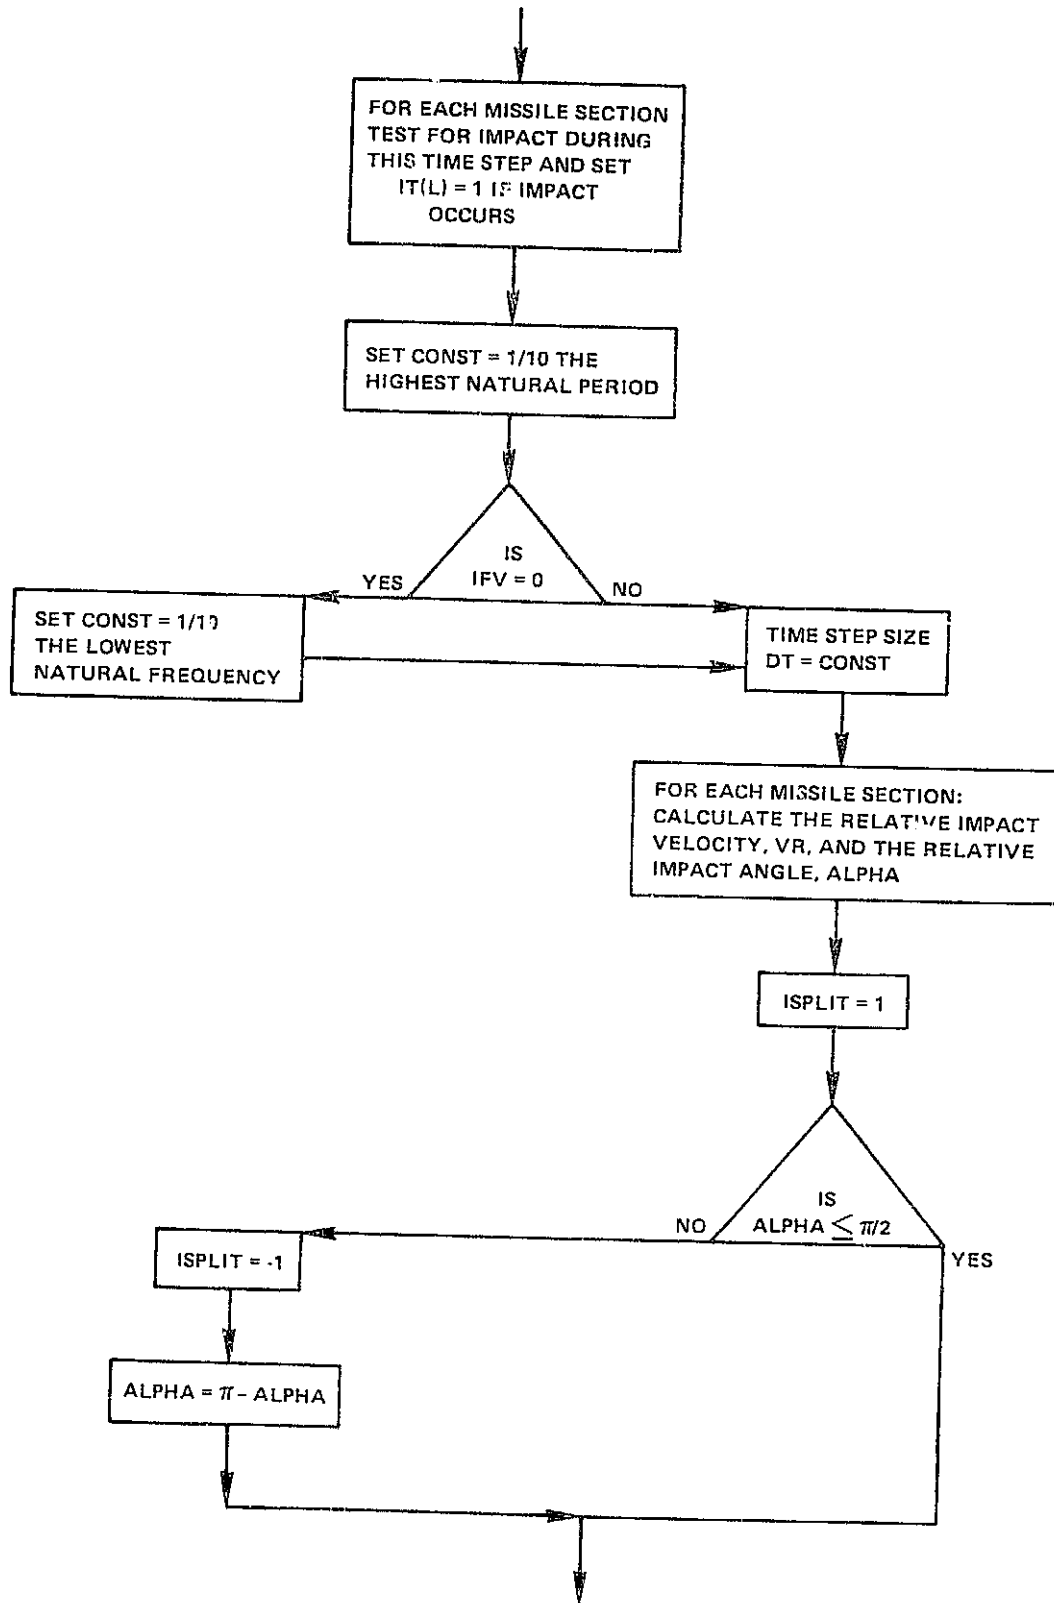 FOR EACH MISSILE SECTION
TEST FOR IMPACT DURING
THIS TIME STEP AND SET
IT(L) = 1 IF IMPACT
OCCURS
SET CONST = 1/10 THE
HIGHEST NATURAL PERIOD
IS
IFV = 0
YES
NO
SET CONST = 1/10
THE LOWEST
NATURAL FREQUENCY
TIME STEP SIZE
DT = CONST
FOR EACH MISSILE SECTION:
CALCULATE THE RELATIVE IMPACT
VELOCITY, VR, AND THE RELATIVE
IMPACT ANGLE, ALPHA
ISPLIT = 1
IS
ALPHA ≤ π/2
NO
YES
ISPLIT = -1
ALPHA = π - ALPHA